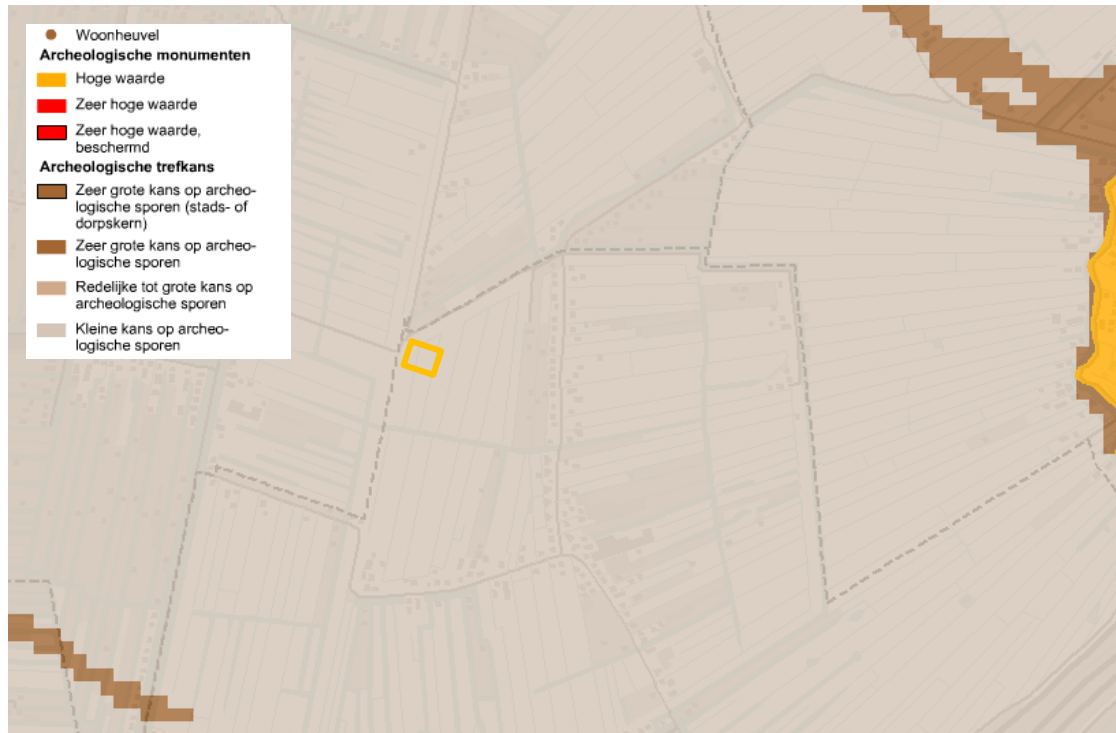 Woonheuvel
Archeologische monumenten
Hoge waarde
Zeer hoge waarde
Zeer hoge waarde,
beschermd
Archeologische trefkans
Zeer grote kans op archeo-
logische sporen (stads- of
dorpskern)
Zeer grote kans op archeo-
logische sporen
Redelijke tot grote kans op
archeologische sporen
Kleine kans op archeo-
logische sporen